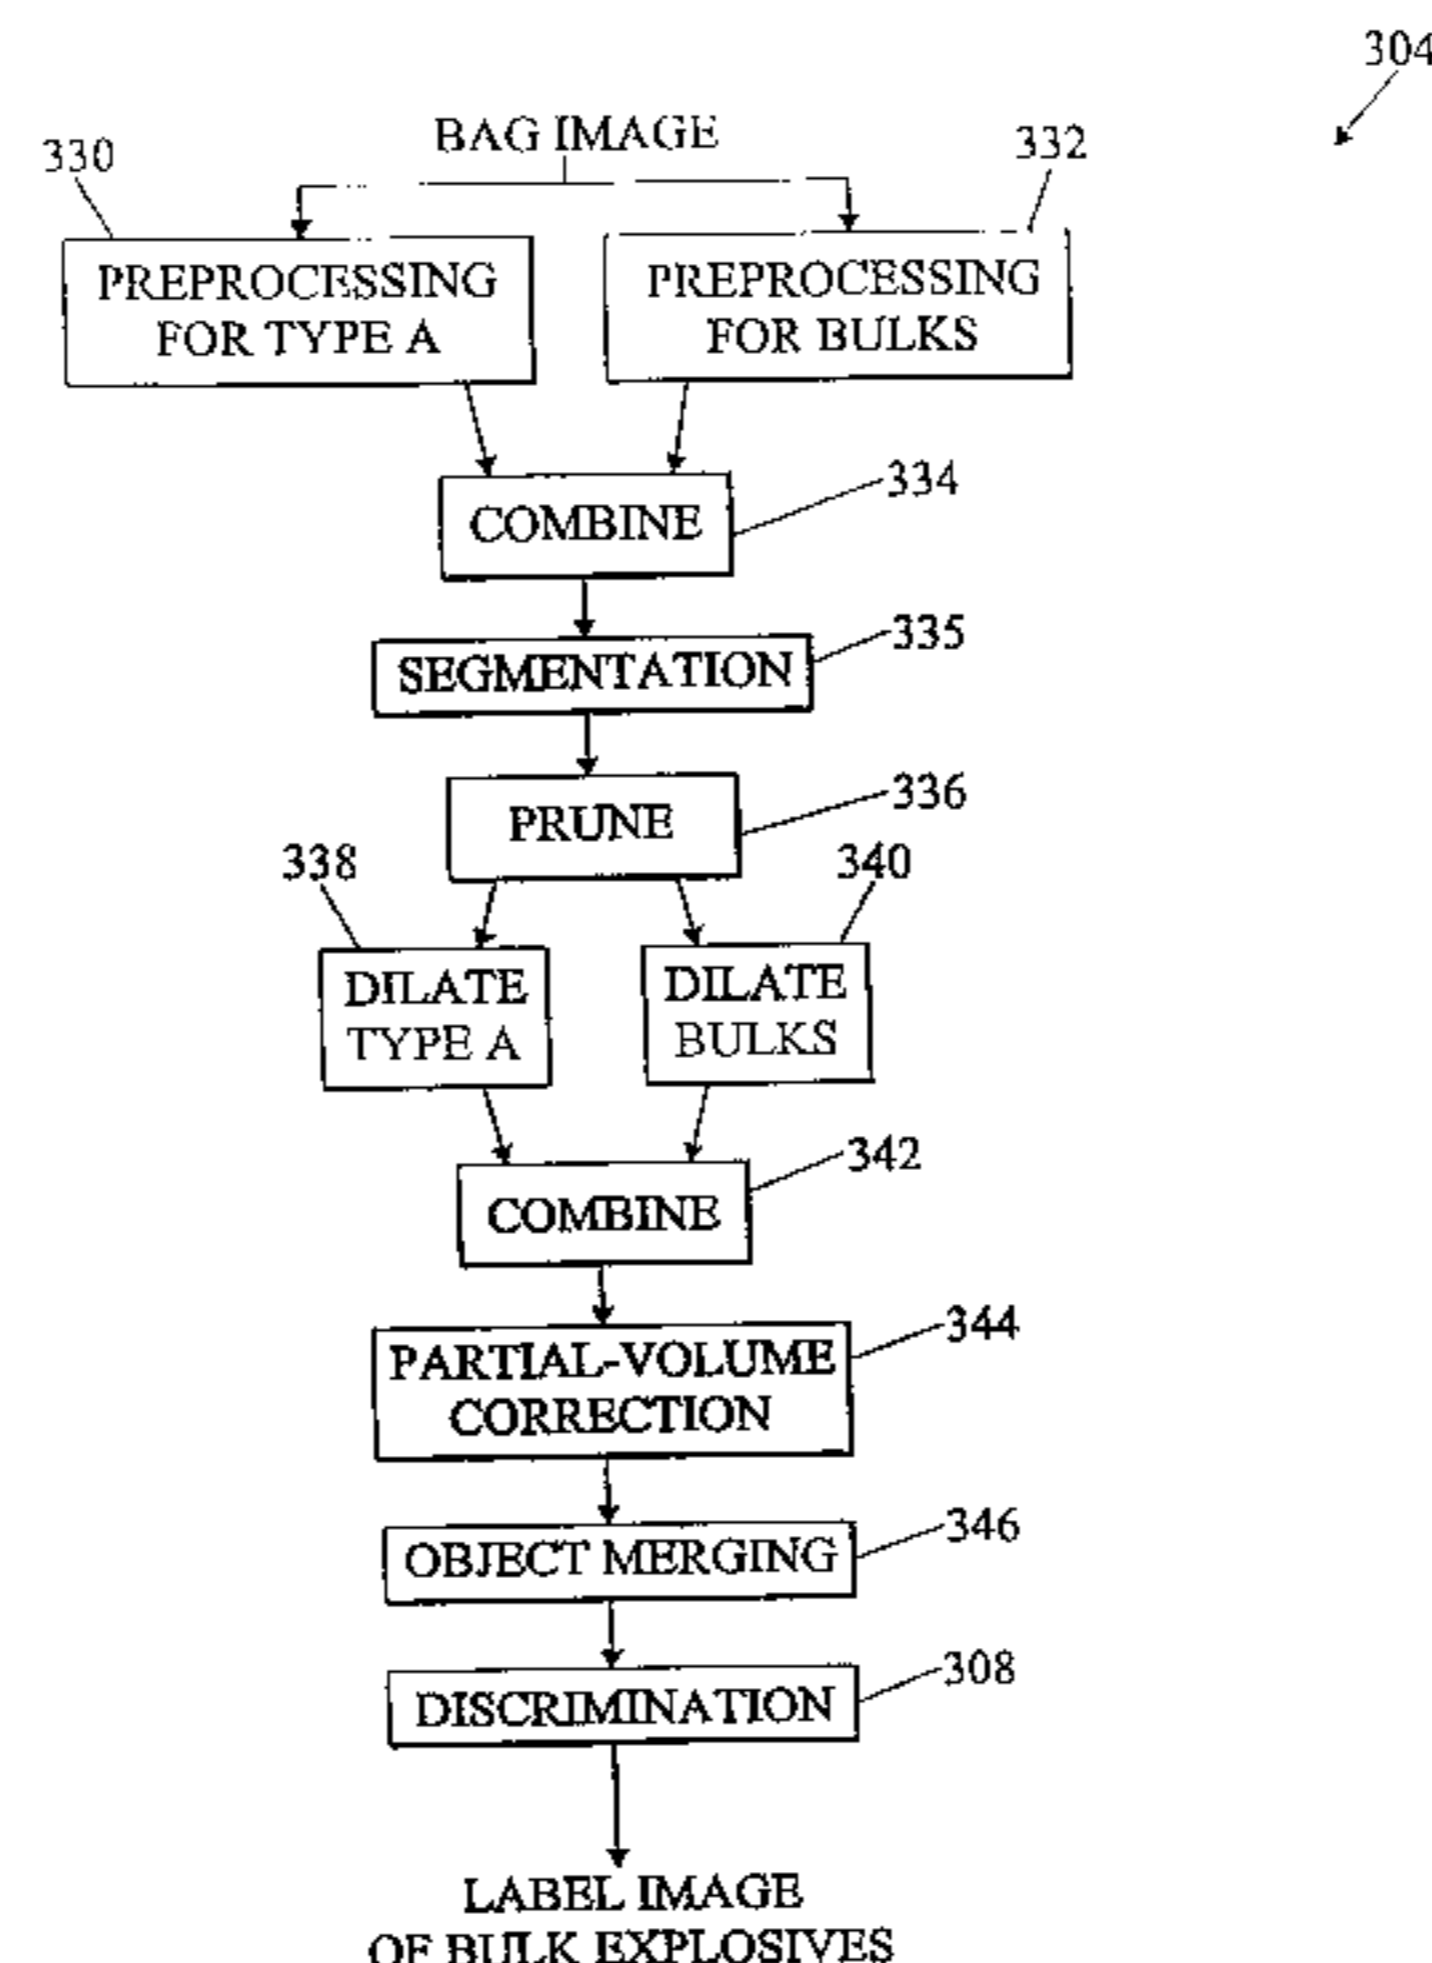 304
BAG IMAGE
330
332
PREPROCESSING
FOR TYPE A
PREPROCESSING
FOR BULKS
COMBINE
334
SEGMENTATION
335
PRUNE
336
338
340
DILATE
TYPE A
DILATE
BULKS
COMBINE
342
PARTIAL-VOLUME
CORRECTION
344
OBJECT MERGING
346
DISCRIMINATION
308
LABEL IMAGE
OF BULK EXPLOSIVES